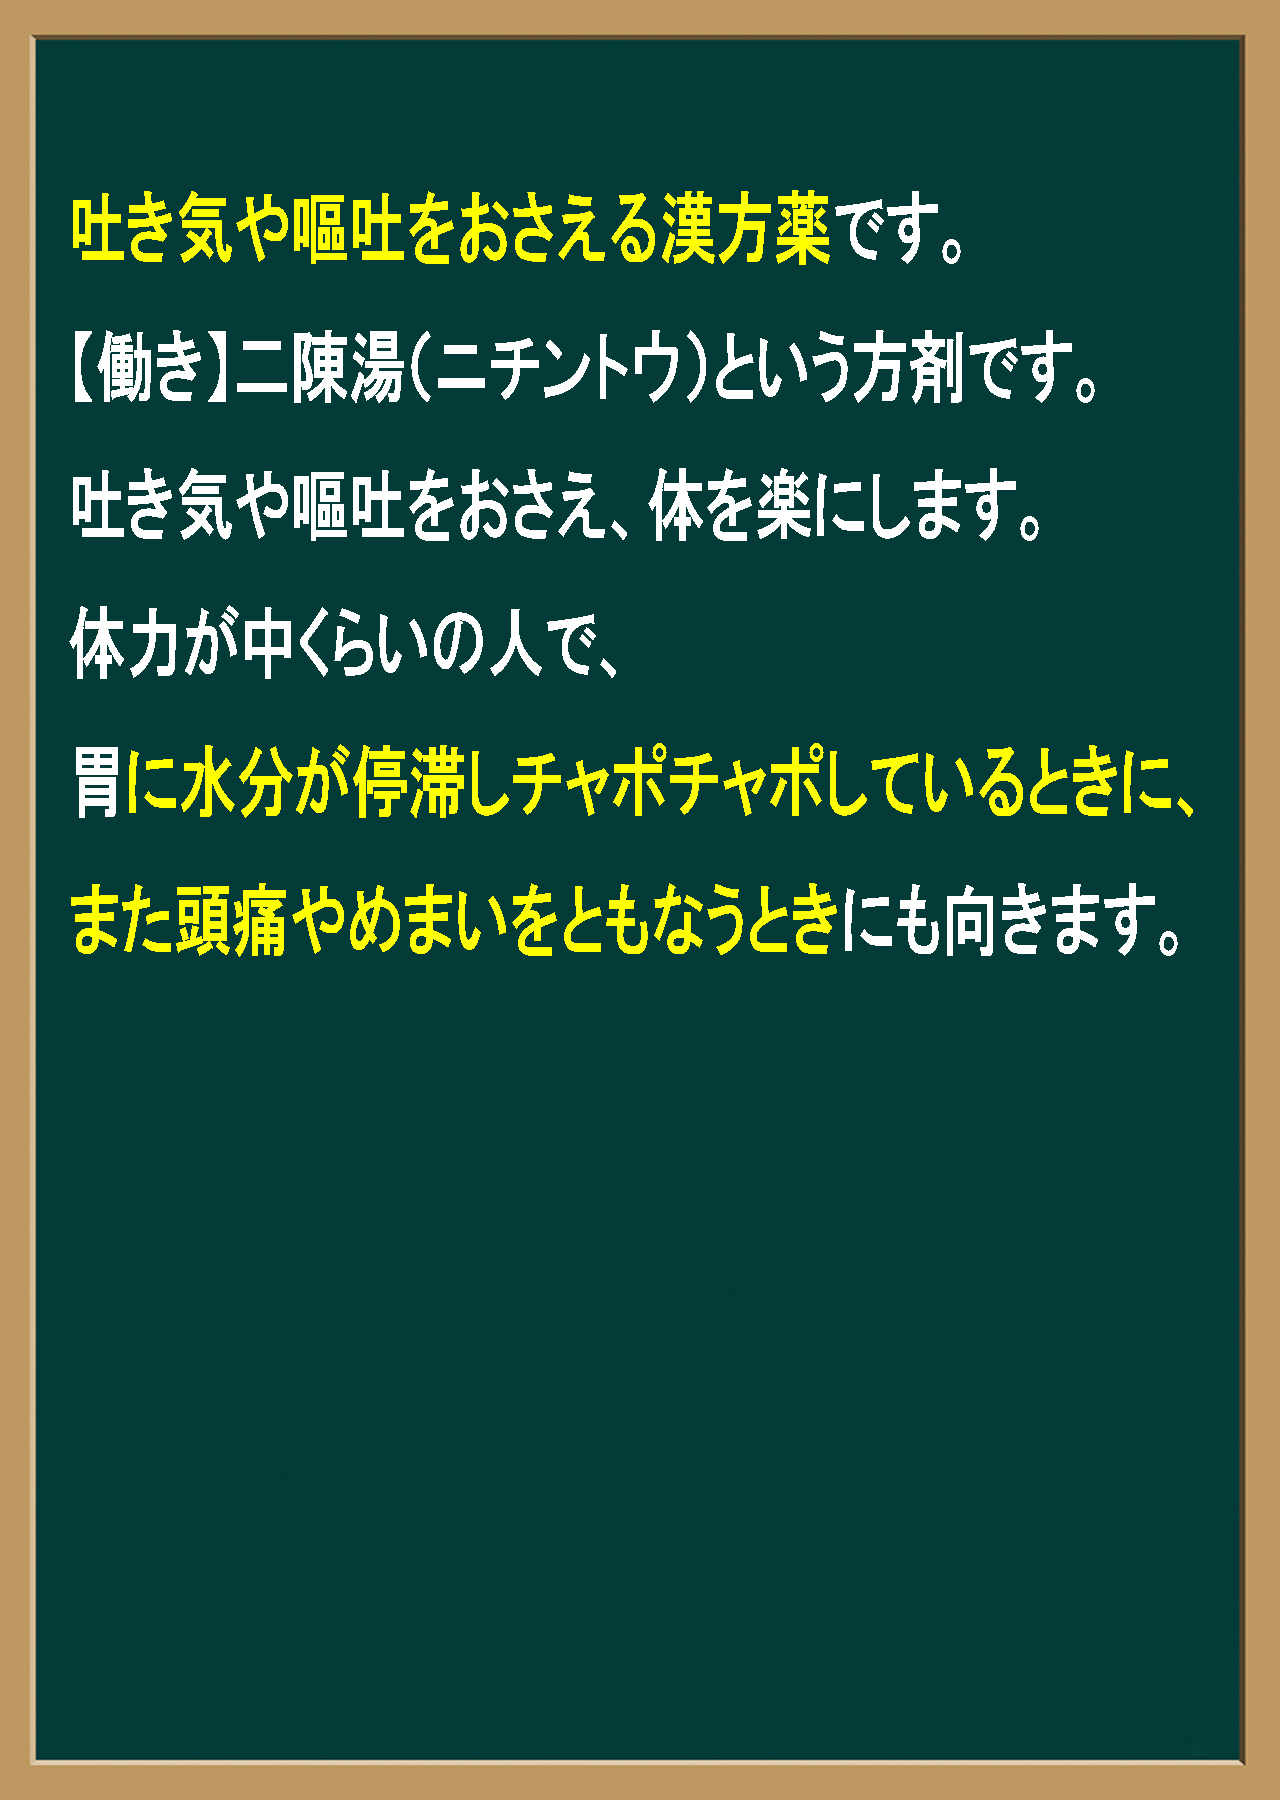 吐き気や嘔吐をおさえる漢方薬です。
【働き】二陳湯（ニチントウ）という方剤です。
吐き気や嘔吐をおさえ、体を楽にします。
体力が中くらいの人で、
胃に水分が停滞しチャポチャポしているときに、
また頭痛やめまいをともなうときにも向きます。